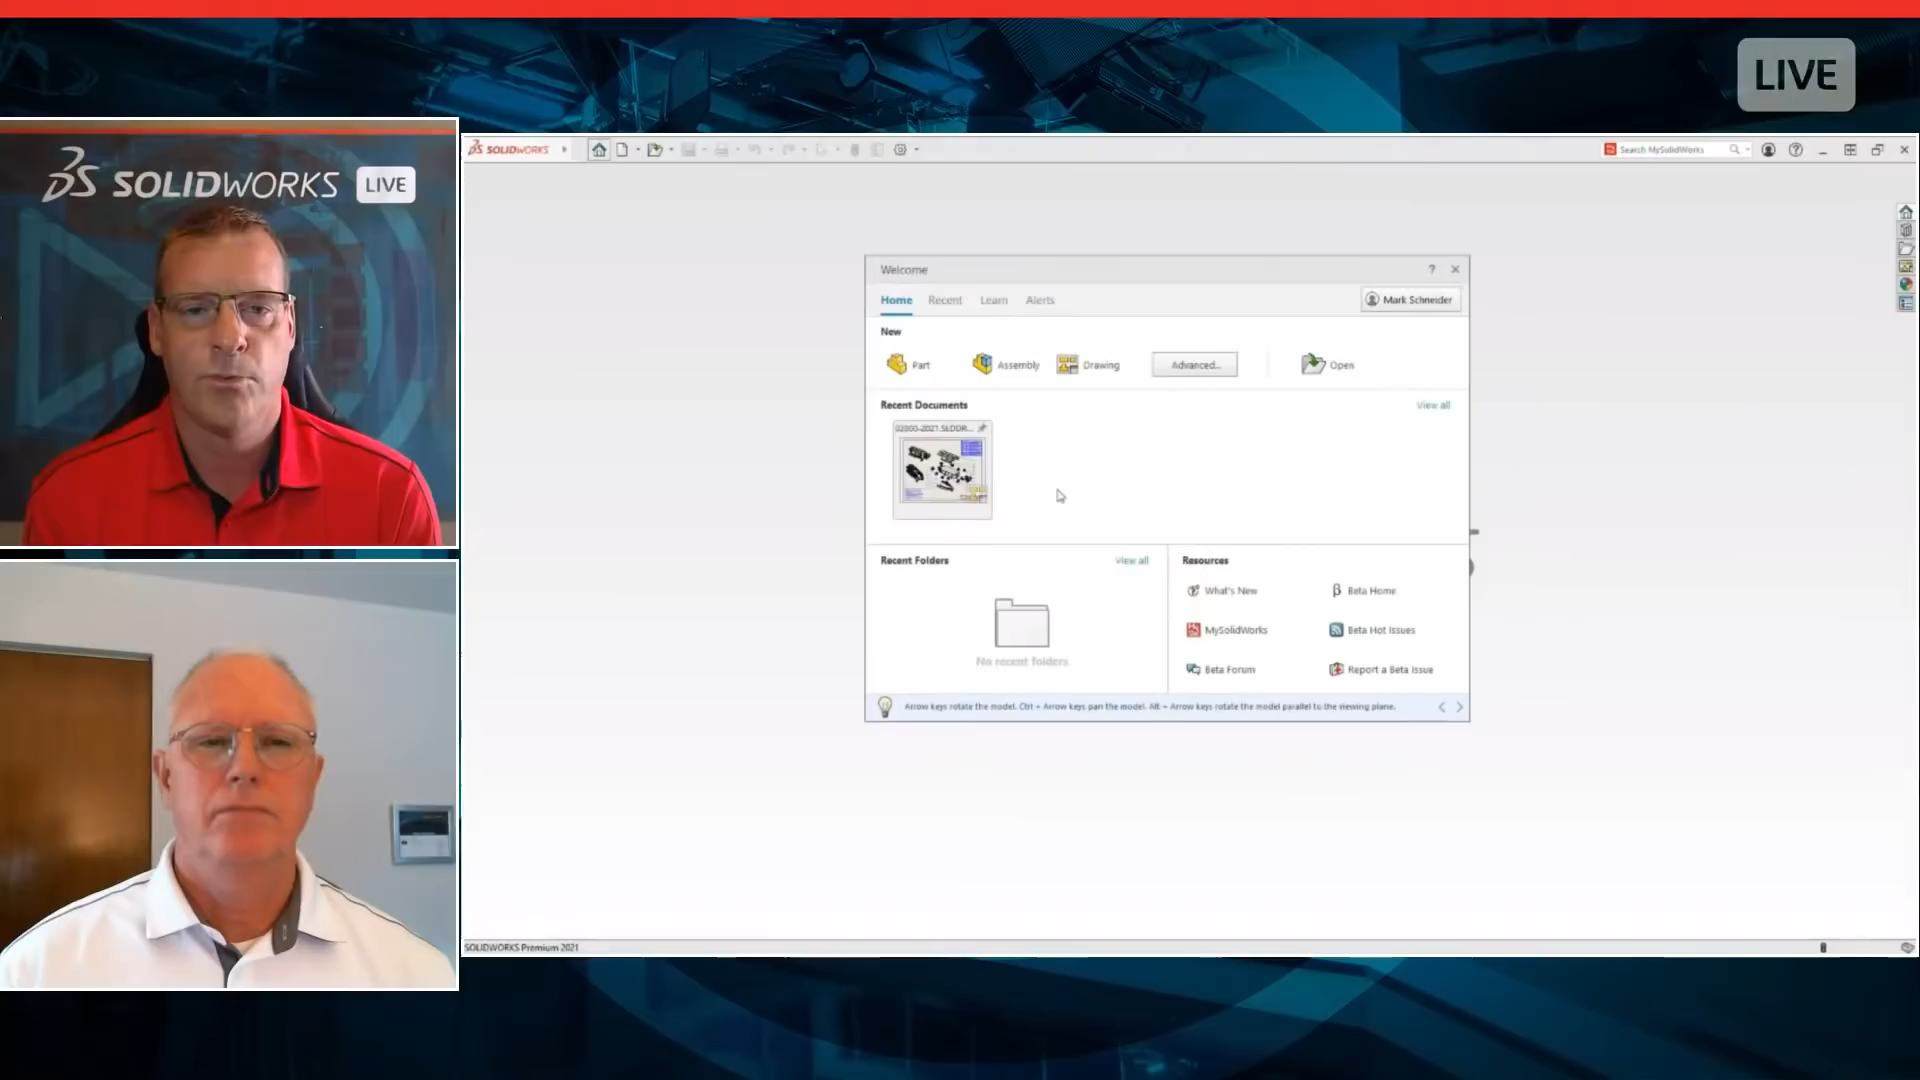 LIVE
SOLIDWORKS LIVE
SOLIDWORKS
Search MySolidWorks
Welcome
Home Recent Learn Alerts
Mark Schneider
New
Part Assembly Drawing Advanced... Open
Recent Documents View all
02800-2021.SLDDR...
Recent Folders View all
No recent folders
Resources
What's New Beta Home
MySolidWorks Beta Hot Issues
Beta Forum Report a Beta Issue
Arrow keys rotate the model. Ctrl + Arrow keys pan the model. Alt + Arrow keys rotate the model parallel to the viewing plane.
SOLIDWORKS Premium 2021